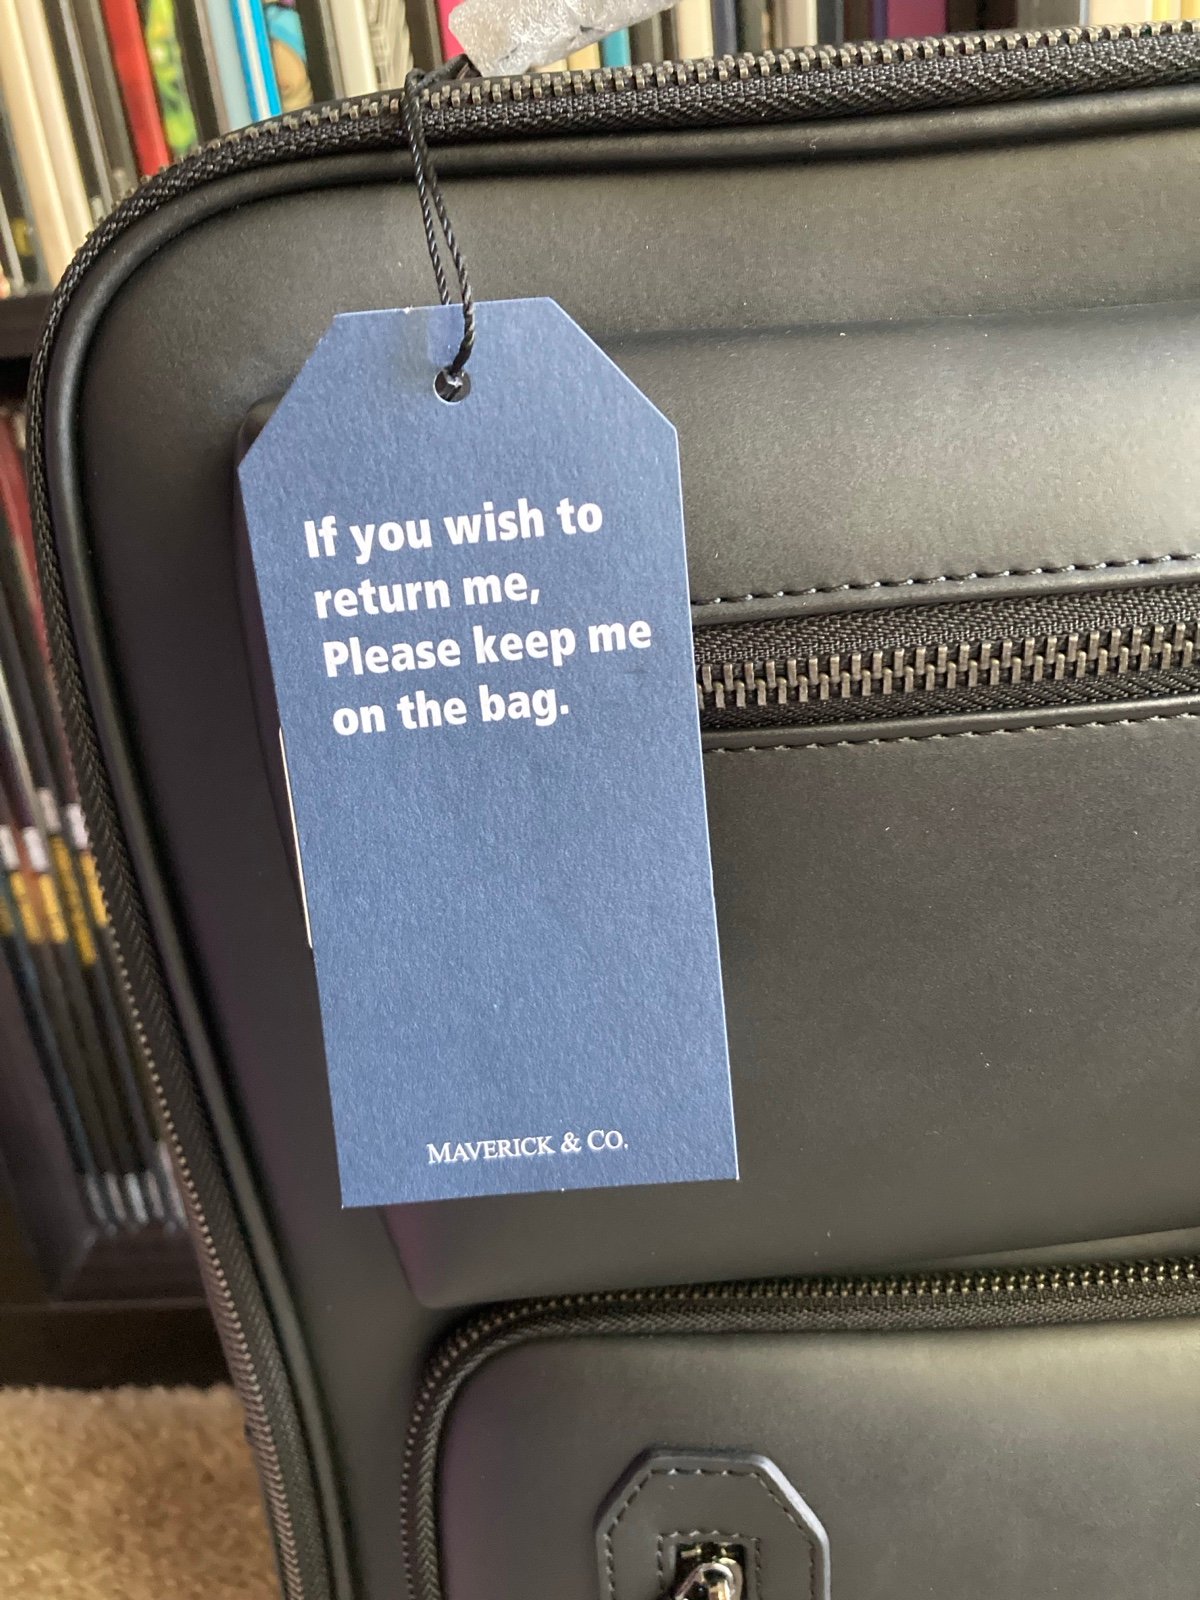 If you wish to
return me,
Please keep me
on the bag.
MAVERICK & CO.